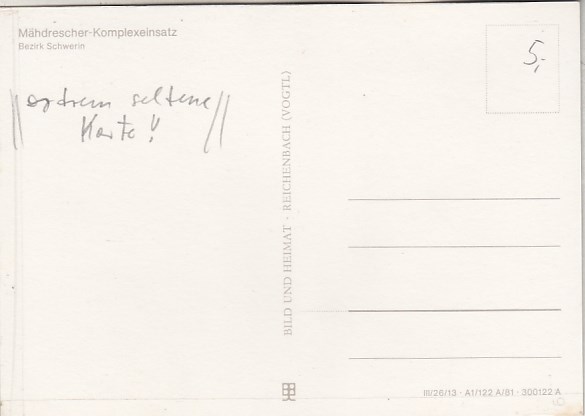 Mähdrescher-Komplexeinsatz
Bezirk Schwerin
extrem seltene
Karte!
5,-
BILD UND HEIMAT · REICHENBACH (VOGTL)
III/26/13 · A1/122 A/81 · 300122 A